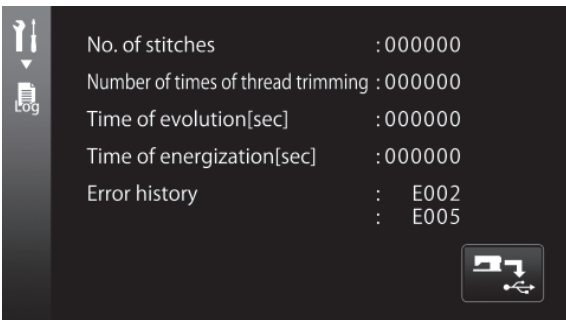 No. of stitches :000000
Number of times of thread trimming :000000
Log
Time of evolution[sec] :000000
Time of energization[sec] :000000
Error history : E002
: E005